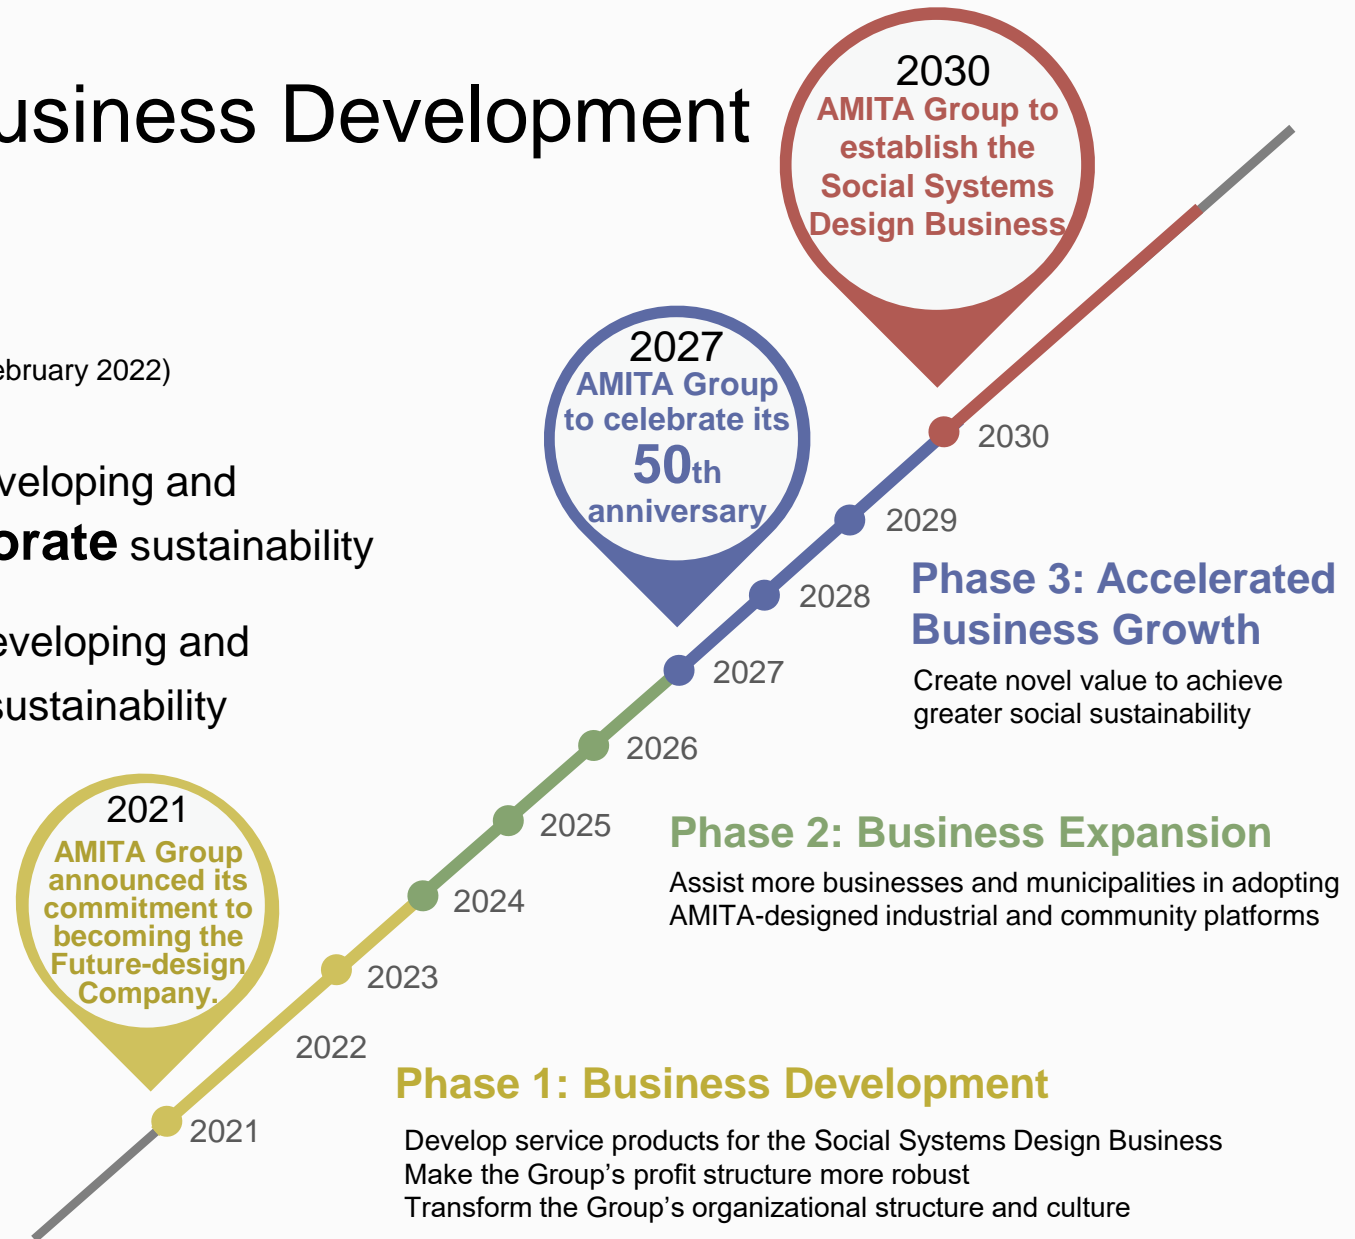 usiness Development
2030
AMITA Group to
establish the
Social Systems
Design Business
ebruary 2022)
veloping and
orate sustainability
eveloping and
sustainability
2027
AMITA Group
to celebrate its
50th
anniversary
2030
2029
2028
2027
2026
2025
2024
2023
2022
2021
Phase 3: Accelerated
Business Growth
Create novel value to achieve
greater social sustainability
Phase 2: Business Expansion
Assist more businesses and municipalities in adopting
AMITA-designed industrial and community platforms
2021
AMITA Group
announced its
commitment to
becoming the
Future-design
Company.
Phase 1: Business Development
Develop service products for the Social Systems Design Business
Make the Group’s profit structure more robust
Transform the Group’s organizational structure and culture